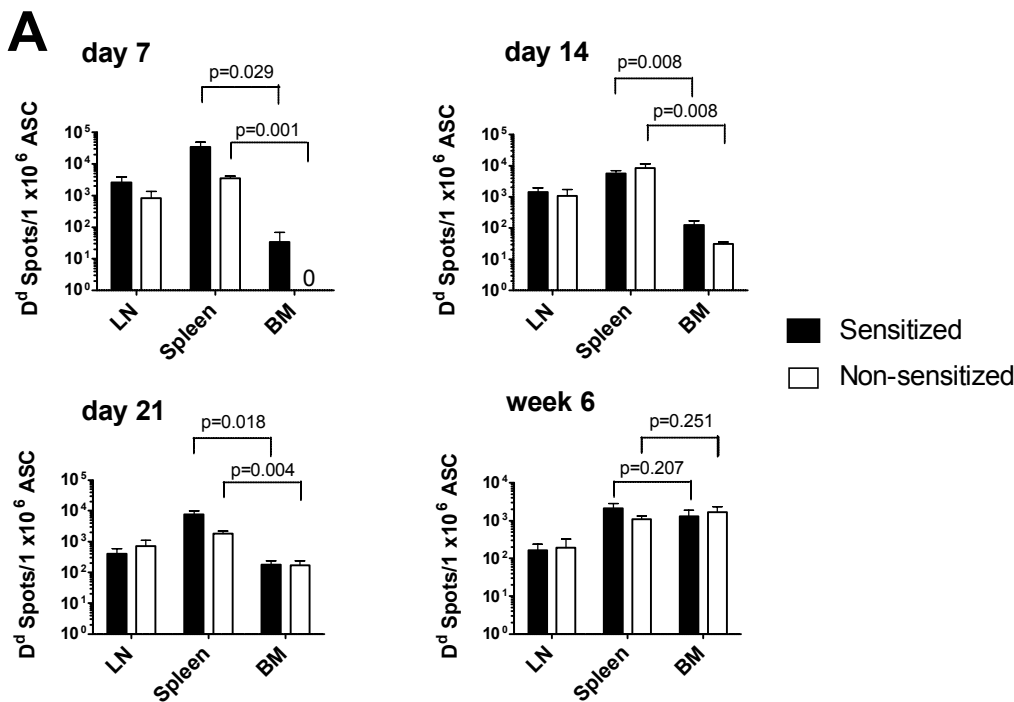 A
day 7
p=0.029
p=0.001
D^d Spots/1 x10^6 ASC
10^5
10^4
10^3
10^2
10^1
10^0
0
LN
Spleen
BM
day 14
p=0.008
p=0.008
D^d Spots/1 x10^6 ASC
10^5
10^4
10^3
10^2
10^1
10^0
LN
Spleen
BM
Sensitized
Non-sensitized
day 21
p=0.018
p=0.004
D^d Spots/1 x10^6 ASC
10^5
10^4
10^3
10^2
10^1
10^0
LN
Spleen
BM
week 6
p=0.251
p=0.207
D^d Spots/1 x10^6 ASC
10^4
10^3
10^2
10^1
10^0
LN
Spleen
BM